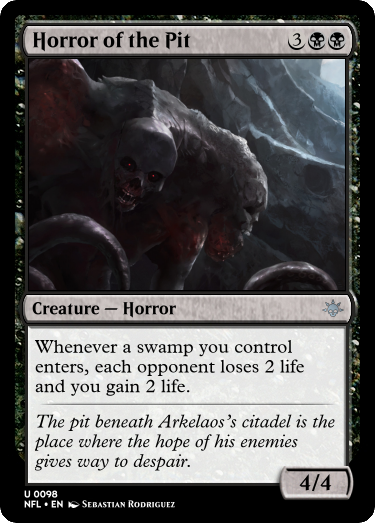 Horror of the Pit 3
Creature — Horror
Whenever a swamp you control
enters, each opponent loses 2 life
and you gain 2 life.
The pit beneath Arkelaos's citadel is the
place where the hope of his enemies
gives way to despair.
4/4
U 0098
NFL • EN Sebastian Rodriguez